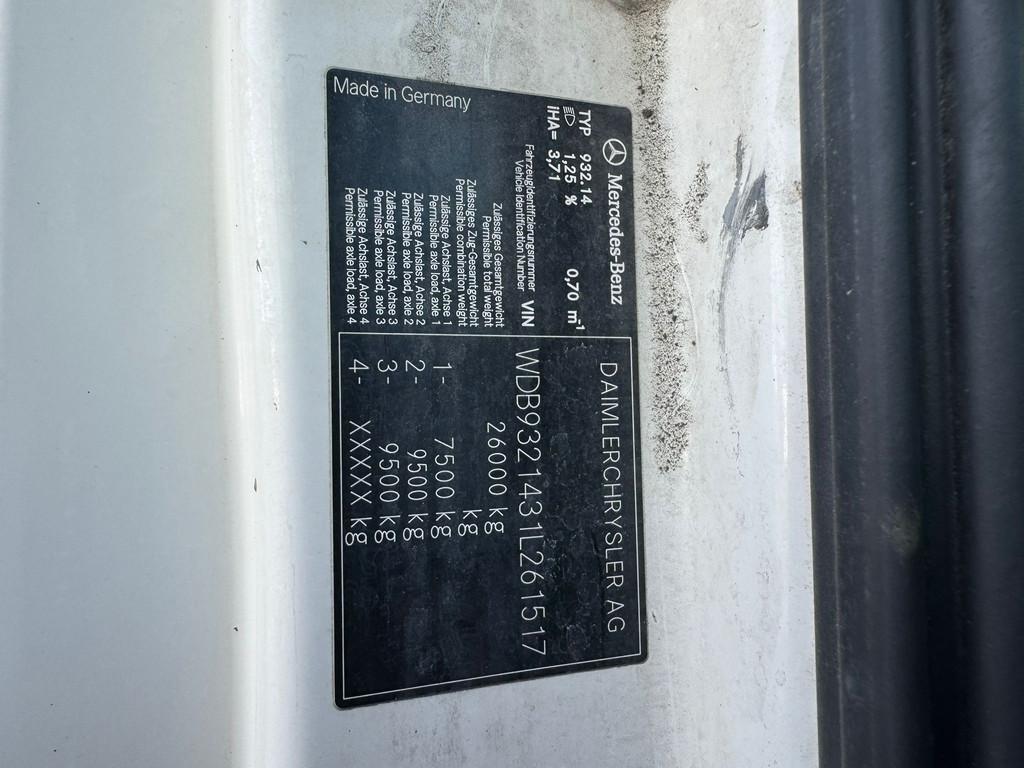 Mercedes-Benz
DAIMLERCHRYSLER AG
TYP 932.14
1,25 % 0,70 m-1
iHA= 3,71
Fahrzeugidentifizierungsnummer
Vehicle Identification Number VIN WDB9321431L261517
Zulässiges Gesamtgewicht
Permissible total weight 26000 kg
Zulässiges Zug-Gesamtgewicht
Permissible combination weight kg
Zulässige Achslast, Achse 1
Permissible axle load, axle 1 1- 7500 kg
Zulässige Achslast, Achse 2
Permissible axle load, axle 2 2- 9500 kg
Zulässige Achslast, Achse 3
Permissible axle load, axle 3 3- 9500 kg
Zulässige Achslast, Achse 4
Permissible axle load, axle 4 4- XXXXX kg
Made in Germany